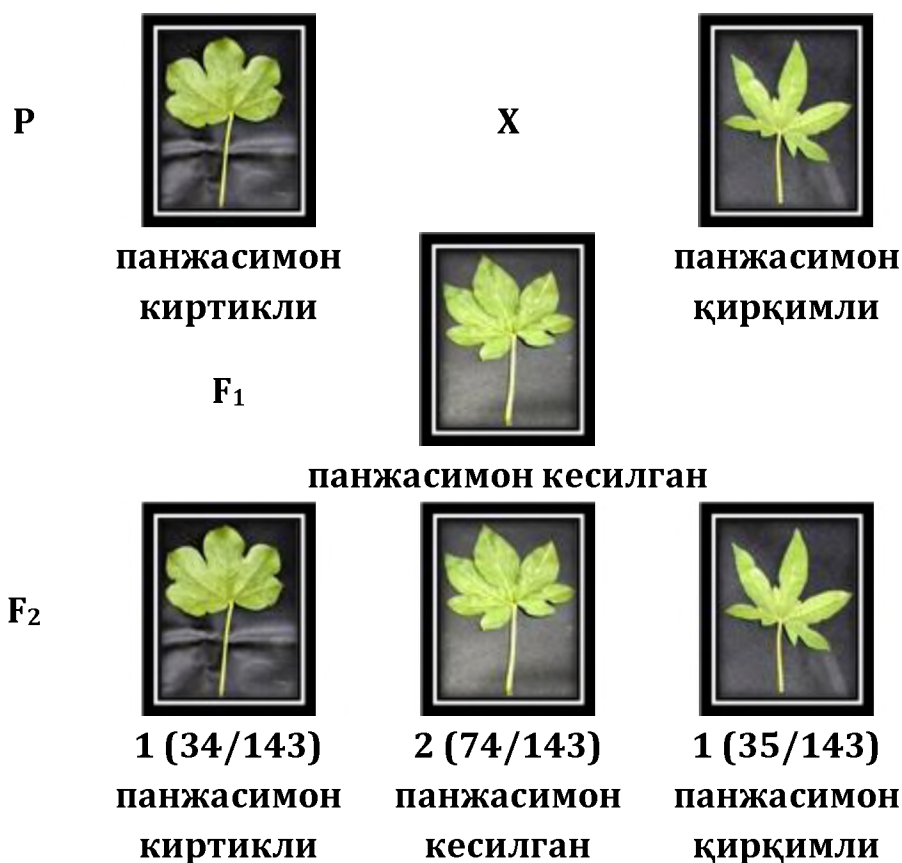 P
X
панжасимон
киртикли
панжасимон
қирқимли
F₁
панжасимон кесилган
F₂
1 (34/143)
панжасимон
киртикли
2 (74/143)
панжасимон
кесилган
1 (35/143)
панжасимон
қирқимли